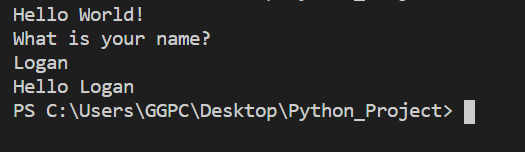 Hello World!
What is your name?
Logan
Hello Logan
PS C:\Users\GGPC\Desktop\Python_Project>